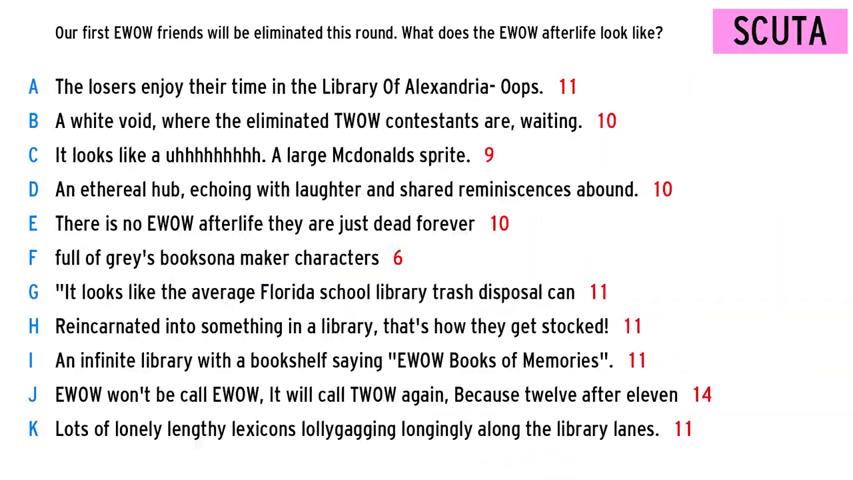 Our first EWOW friends will be eliminated this round. What does the EWOW afterlife look like?
SCUTA
A The losers enjoy their time in the Library Of Alexandria- Oops. 11
B A white void, where the eliminated TWOW contestants are, waiting. 10
C It looks like a uhhhhhhhhh. A large Mcdonalds sprite. 9
D An ethereal hub, echoing with laughter and shared reminiscences abound. 10
E There is no EWOW afterlife they are just dead forever 10
F full of grey's booksona maker characters 6
G "It looks like the average Florida school library trash disposal can 11
H Reincarnated into something in a library, that's how they get stocked! 11
I An infinite library with a bookshelf saying "EWOW Books of Memories". 11
J EWOW won't be call EWOW, It will call TWOW again, Because twelve after eleven 14
K Lots of lonely lengthy lexicons lollygagging longingly along the library lanes. 11